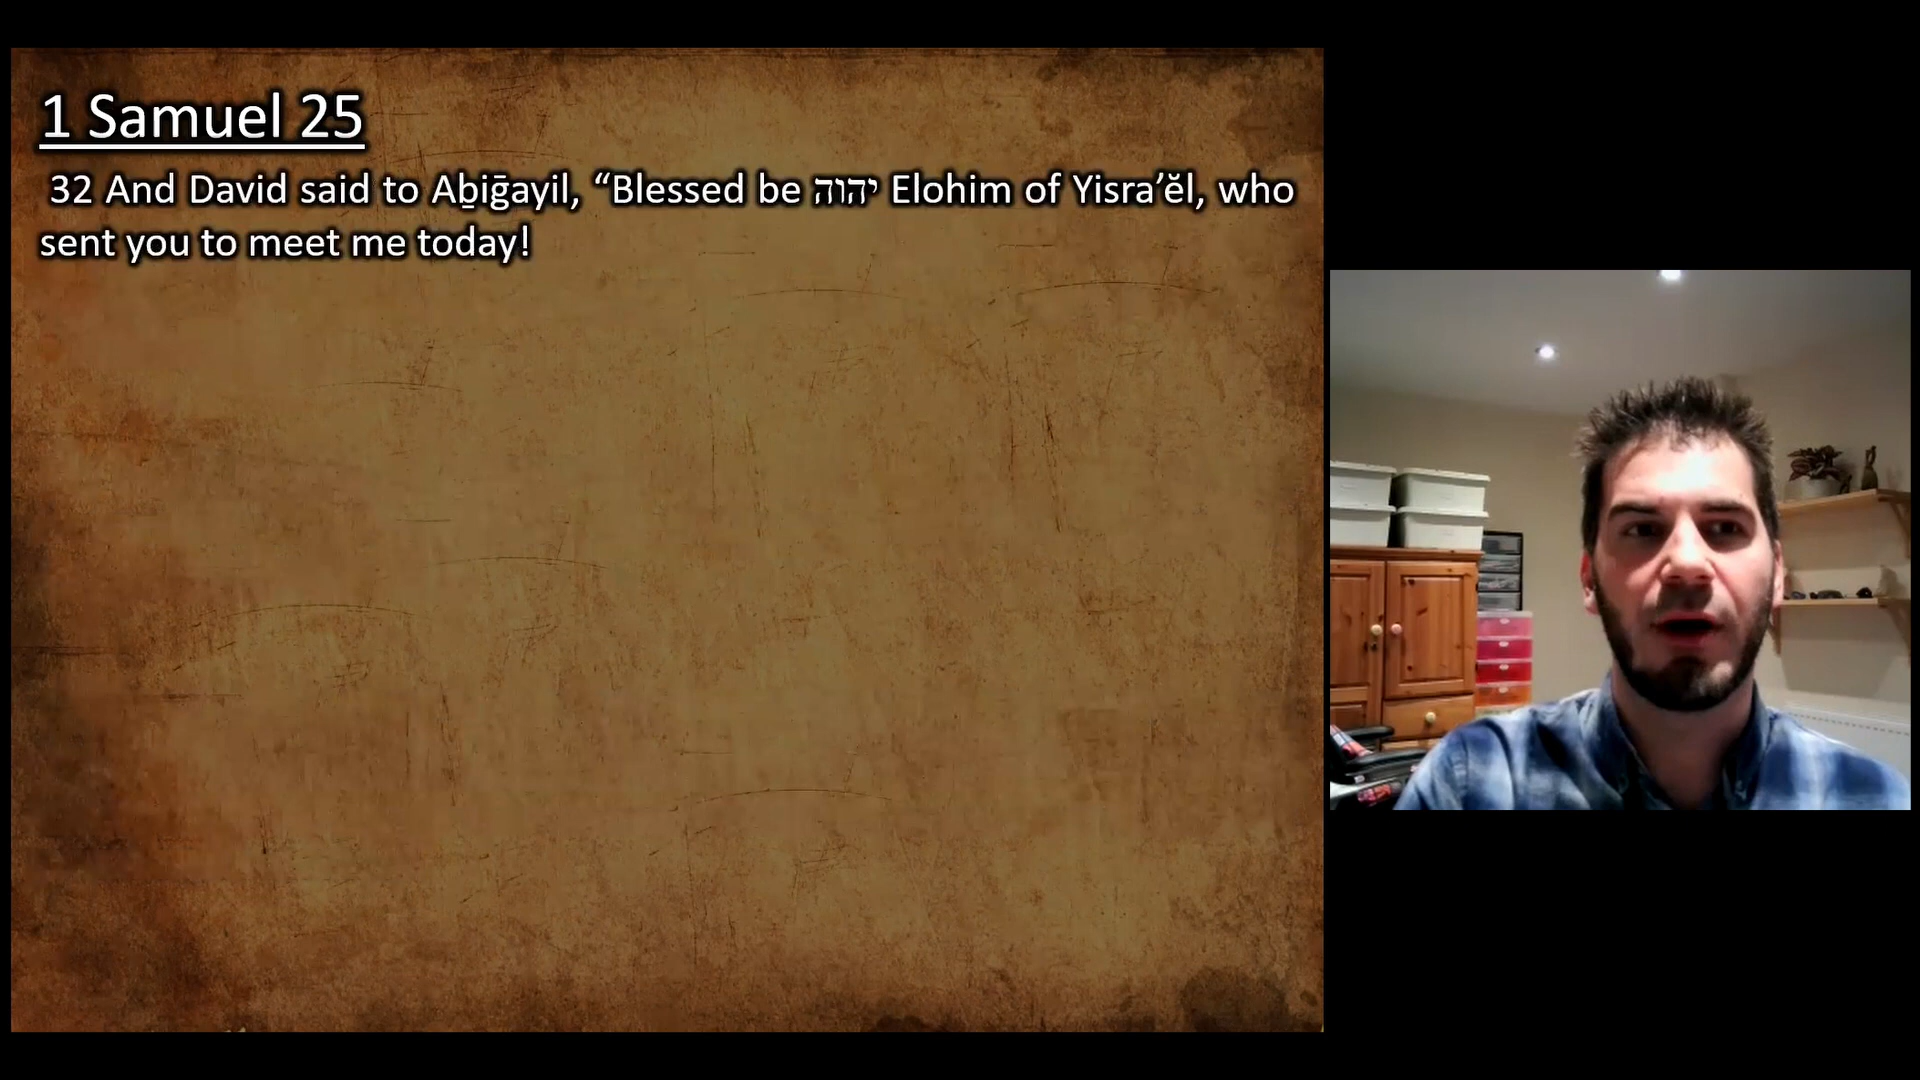 1 Samuel 25
32 And David said to Aḇiḡayil, “Blessed be יהוה Elohim of Yisra’ĕl, who
sent you to meet me today!